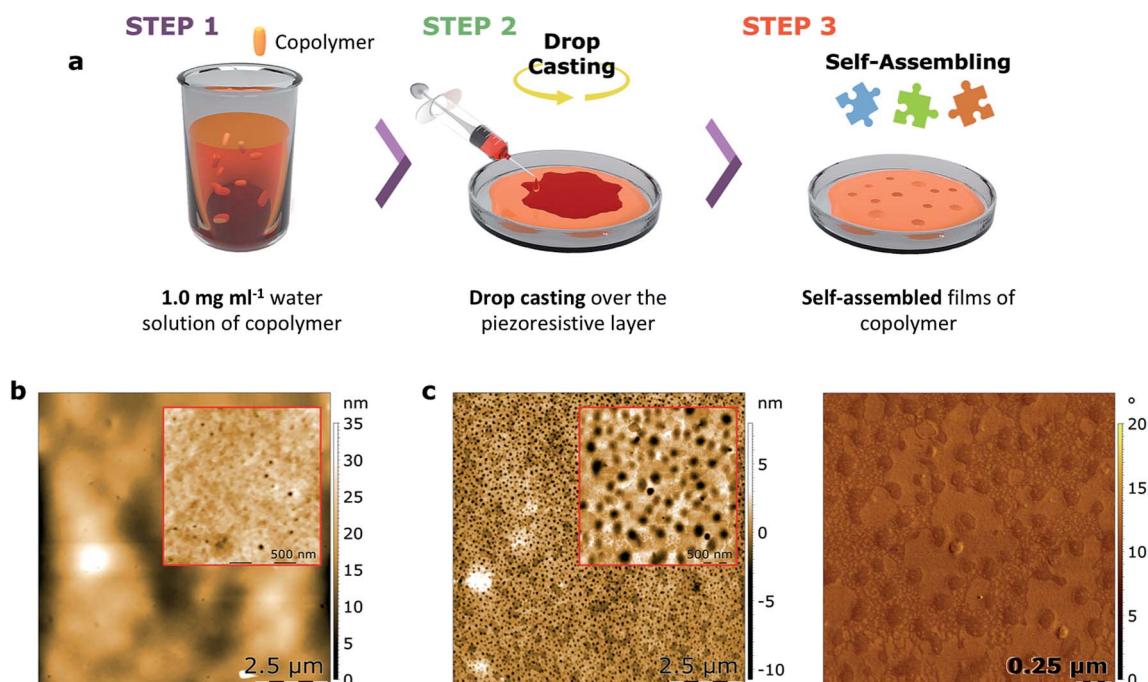 STEP 1
Copolymer
a
1.0 mg ml⁻¹ water
solution of copolymer
STEP 2
Drop
Casting
Drop casting over the
piezoresistive layer
STEP 3
Self-Assembling
Self-assembled films of
copolymer
b
nm
35
30
25
20
15
10
5
0
500 nm
2.5 µm
c
nm
5
0
-5
-10
500 nm
2.5 µm
°
20
15
10
5
0
0.25 µm